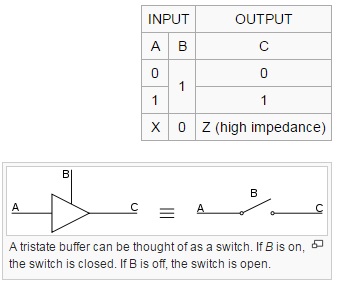 INPUT OUTPUT
A B C
0 1 0
1 1
X 0 Z (high impedance)
B
A C ≡ A B C
A tristate buffer can be thought of as a switch. If B is on,
the switch is closed. If B is off, the switch is open.